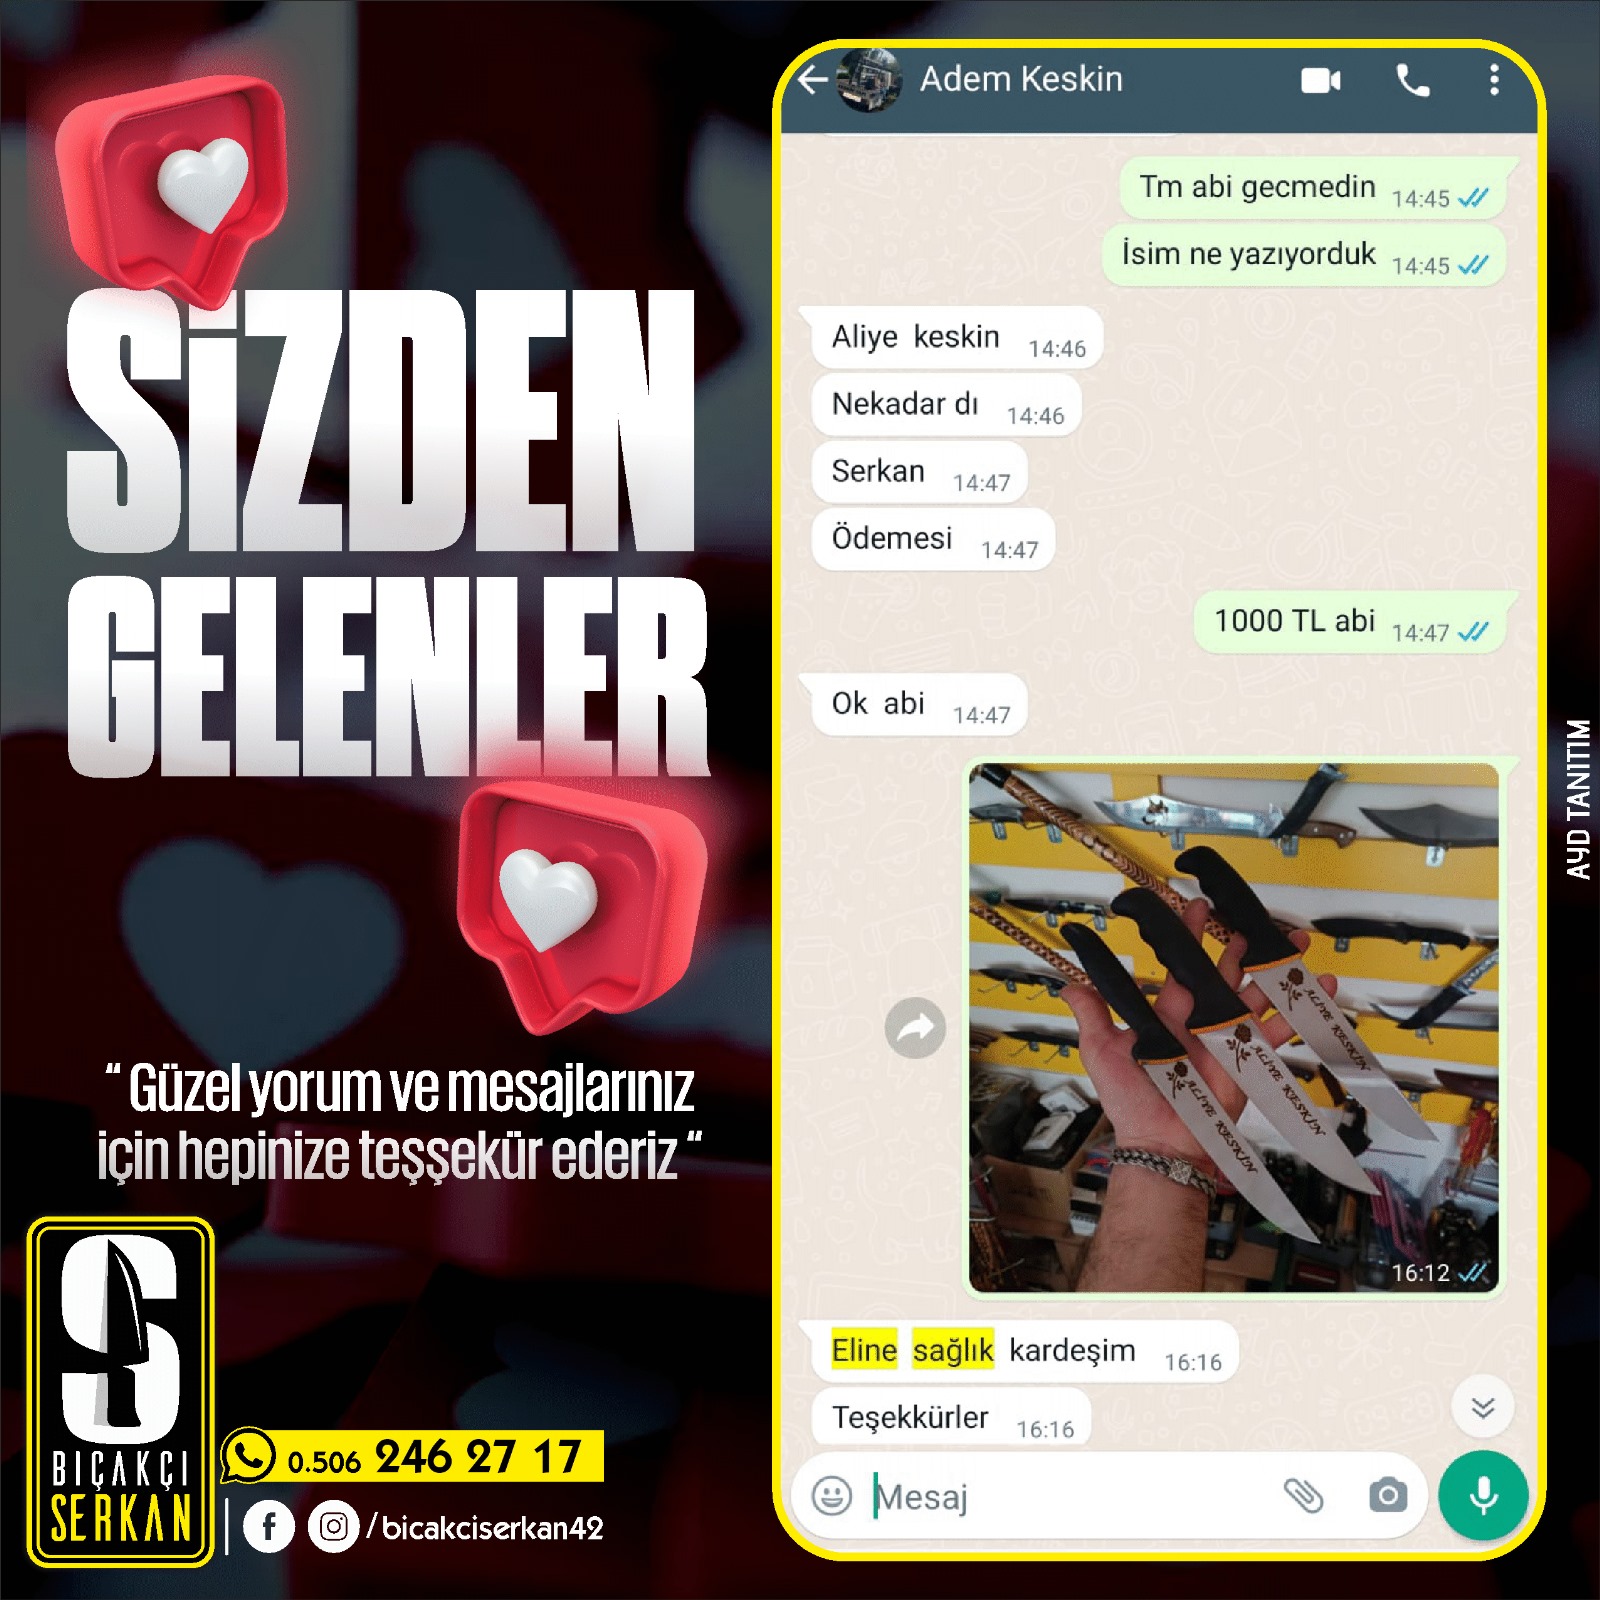 SiZDEN
GELENLER
“ Güzel yorum ve mesajlarınız
için hepinize teşşekür ederiz “
S
BIÇAKÇI
SERKAN
0.506 246 27 17
/bicakciserkan42
Adem Keskin
Tm abi gecmedin 14:45
İsim ne yazıyorduk 14:45
Aliye keskin 14:46
Nekadar dı 14:46
Serkan 14:47
Ödemesi 14:47
1000 TL abi 14:47
Ok abi 14:47
ALİYE KESKİN
ALİYE KESKİN
ALİYE KESKİN
16:12
Eline sağlık kardeşim 16:16
Teşekkürler 16:16
Mesaj
AYD TANITIM